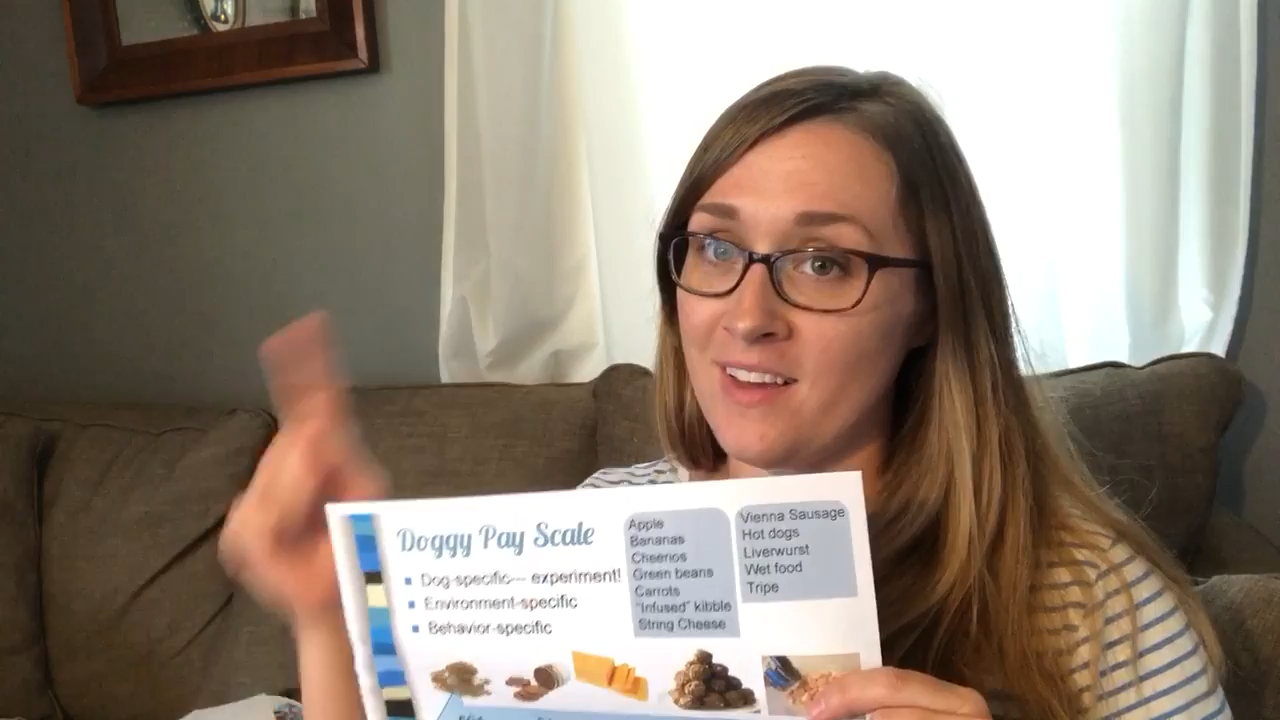 Doggy Pay Scale
Dog-specific--- experiment!
Environment-specific
Behavior-specific
Apple
Bananas
Cheerios
Green beans
Carrots
"Infused" kibble
String Cheese
Vienna Sausage
Hot dogs
Liverwurst
Wet food
Tripe